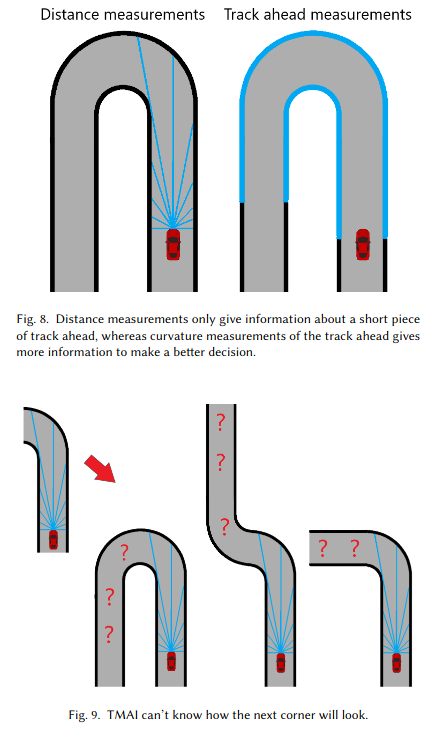 Distance measurements
Track ahead measurements
Fig. 8. Distance measurements only give information about a short piece
of track ahead, whereas curvature measurements of the track ahead gives
more information to make a better decision.
?
?
?
?
?
?
? ?
Fig. 9. TMAI can't know how the next corner will look.